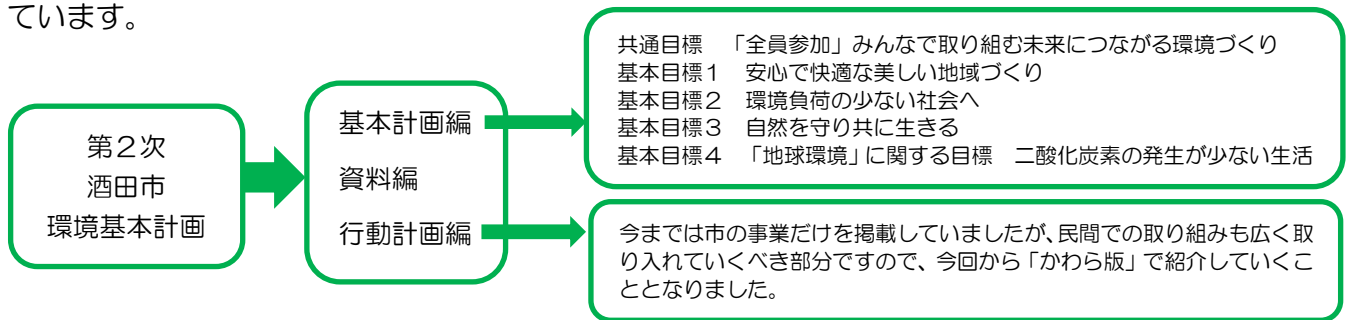 ています。
第2次
酒田市
環境基本計画
基本計画編
資料編
行動計画編
共通目標 「全員参加」みんなで取り組む未来につながる環境づくり
基本目標1 安心で快適な美しい地域づくり
基本目標2 環境負荷の少ない社会へ
基本目標3 自然を守り共に生きる
基本目標4 「地球環境」に関する目標 二酸化炭素の発生が少ない生活
今までは市の事業だけを掲載していましたが、民間での取り組みも広く取
り入れていくべき部分ですので、今回から「かわら版」で紹介していくこ
ととなりました。